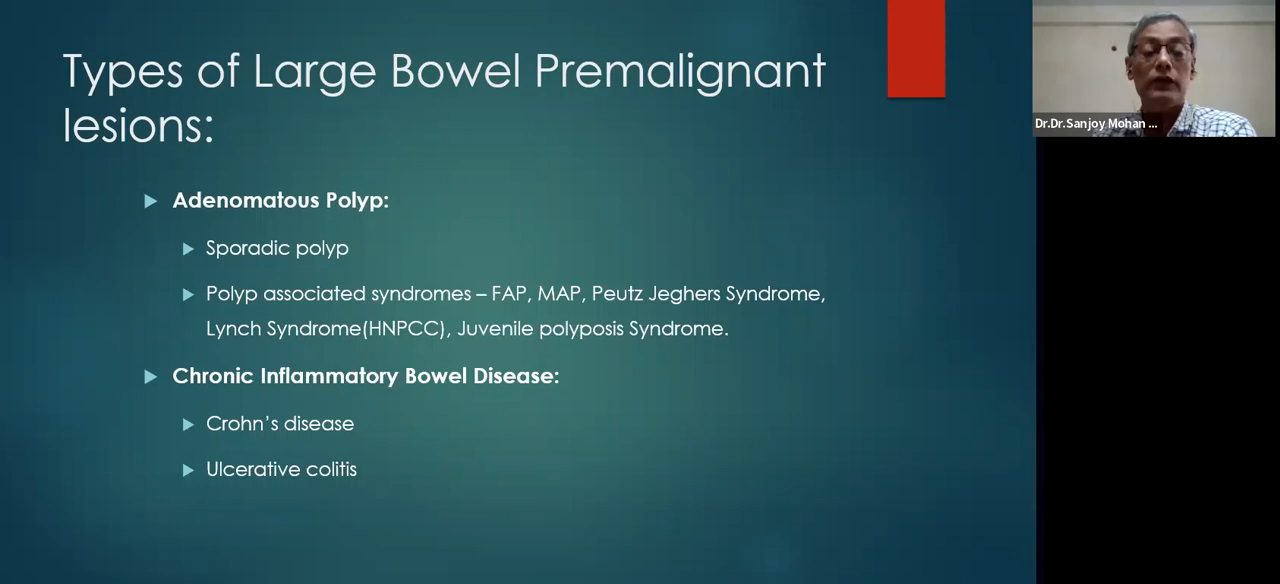 Types of Large Bowel Premalignant
lesions:
Adenomatous Polyp:
Sporadic polyp
Polyp associated syndromes – FAP, MAP, Peutz Jeghers Syndrome,
Lynch Syndrome(HNPCC), Juvenile polyposis Syndrome.
Chronic Inflammatory Bowel Disease:
Crohn’s disease
Ulcerative colitis
Dr.Dr.Sanjoy Mohan ...